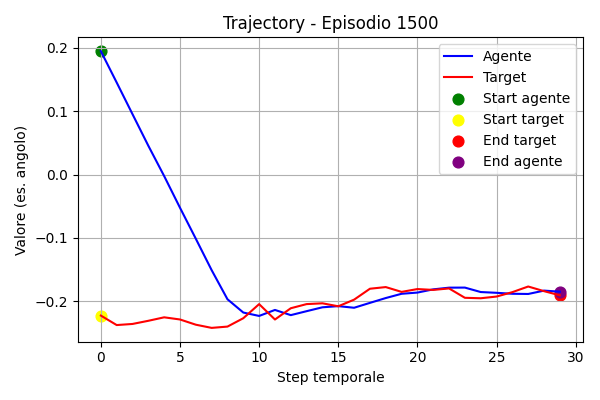 Trajectory - Episodio 1500
Valore (es. angolo)
0.2
0.1
0.0
−0.1
−0.2
Agente
Target
Start agente
Start target
End target
End agente
0 5 10 15 20 25 30
Step temporale